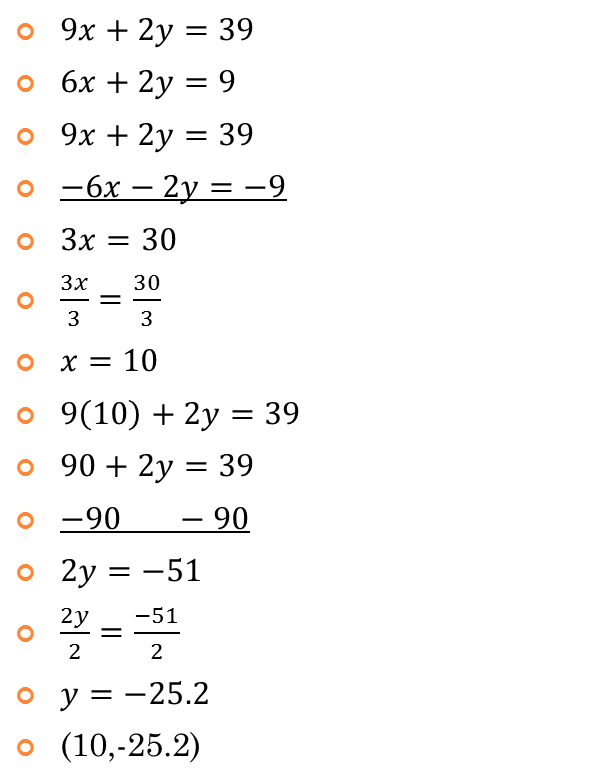 9x + 2y = 39
6x + 2y = 9
9x + 2y = 39
−6x − 2y = −9
3x = 30
3x/3 = 30/3
x = 10
9(10) + 2y = 39
90 + 2y = 39
−90 − 90
2y = −51
2y/2 = −51/2
y = −25.2
(10,-25.2)